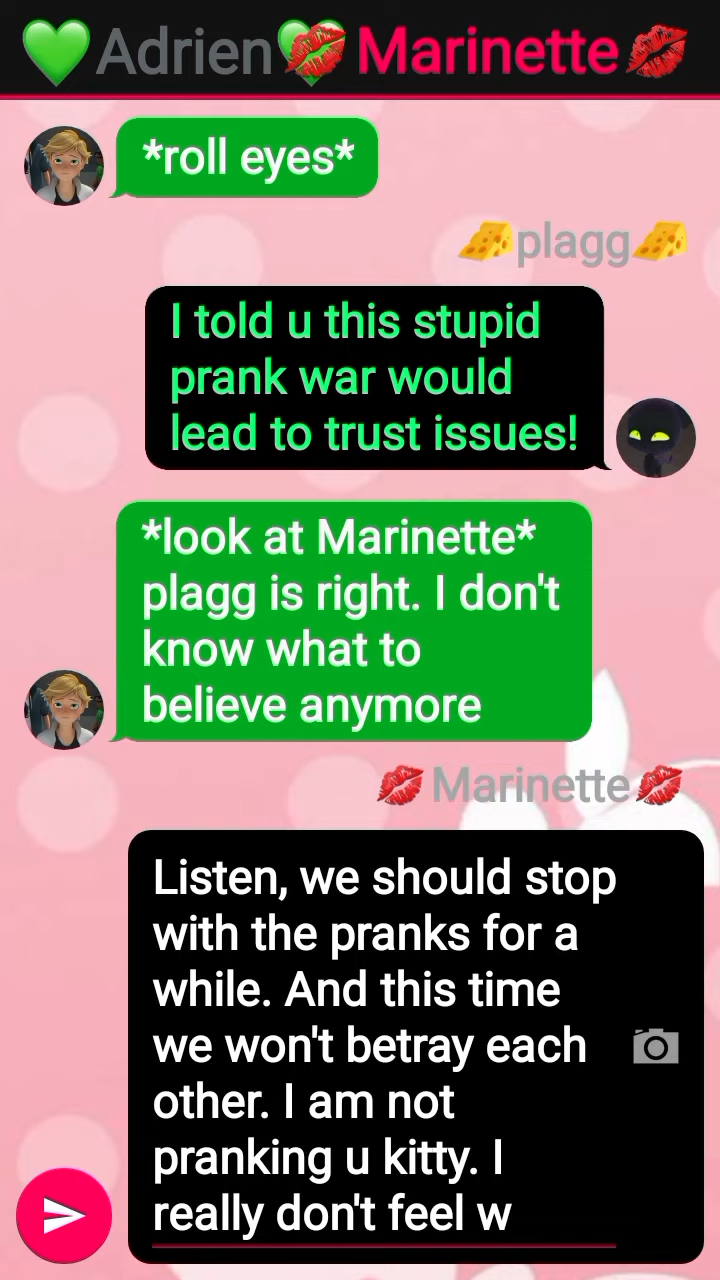 💚Adrien💚💋Marinette💋
*roll eyes*
🧀plagg🧀
I told u this stupid
prank war would
lead to trust issues!
*look at Marinette*
plagg is right. I don't
know what to
believe anymore
💋Marinette💋
Listen, we should stop
with the pranks for a
while. And this time
we won't betray each
other. I am not
pranking u kitty. I
really don't feel w